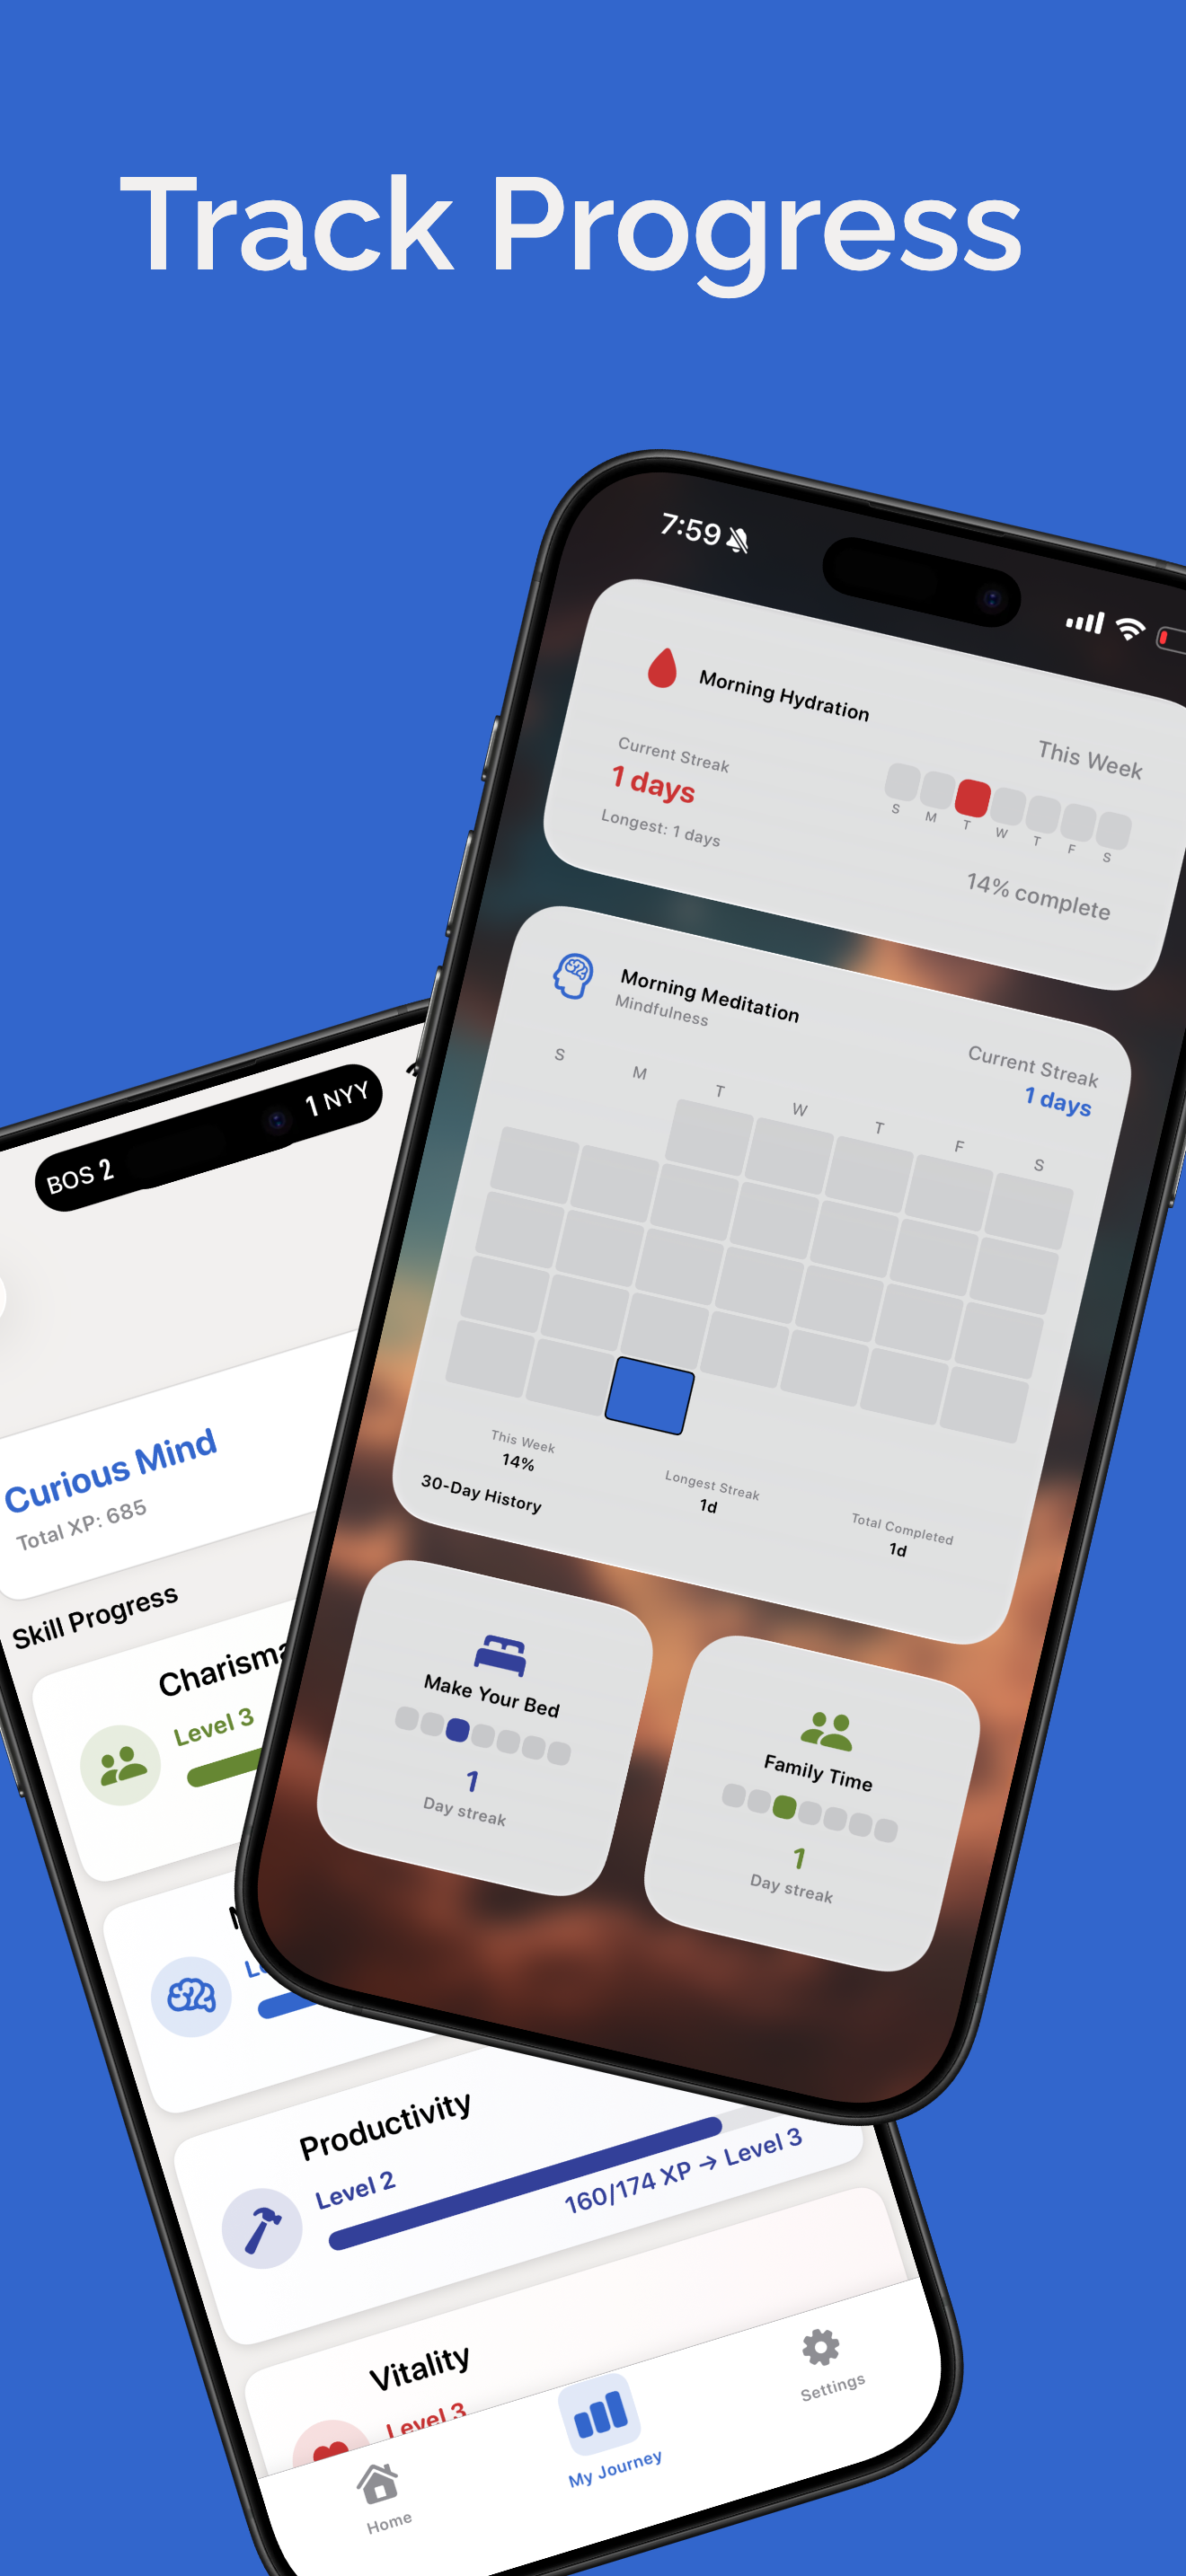 Track Progress
7:59
Morning Hydration
This Week
Current Streak
1 days
Longest: 1 days
S M T W T F S
14% complete
Morning Meditation
Mindfulness
Current Streak
1 days
S M T W T F S
This Week
14%
Longest Streak
1d
Total Completed
1d
30-Day History
Make Your Bed
1
Day streak
Family Time
1
Day streak
BOS 2
1 NYY
Curious Mind
Total XP: 685
Skill Progress
Charisma
Level 3
Productivity
Level 2
160/174 XP → Level 3
Vitality
Level 3
Home
My Journey
Settings